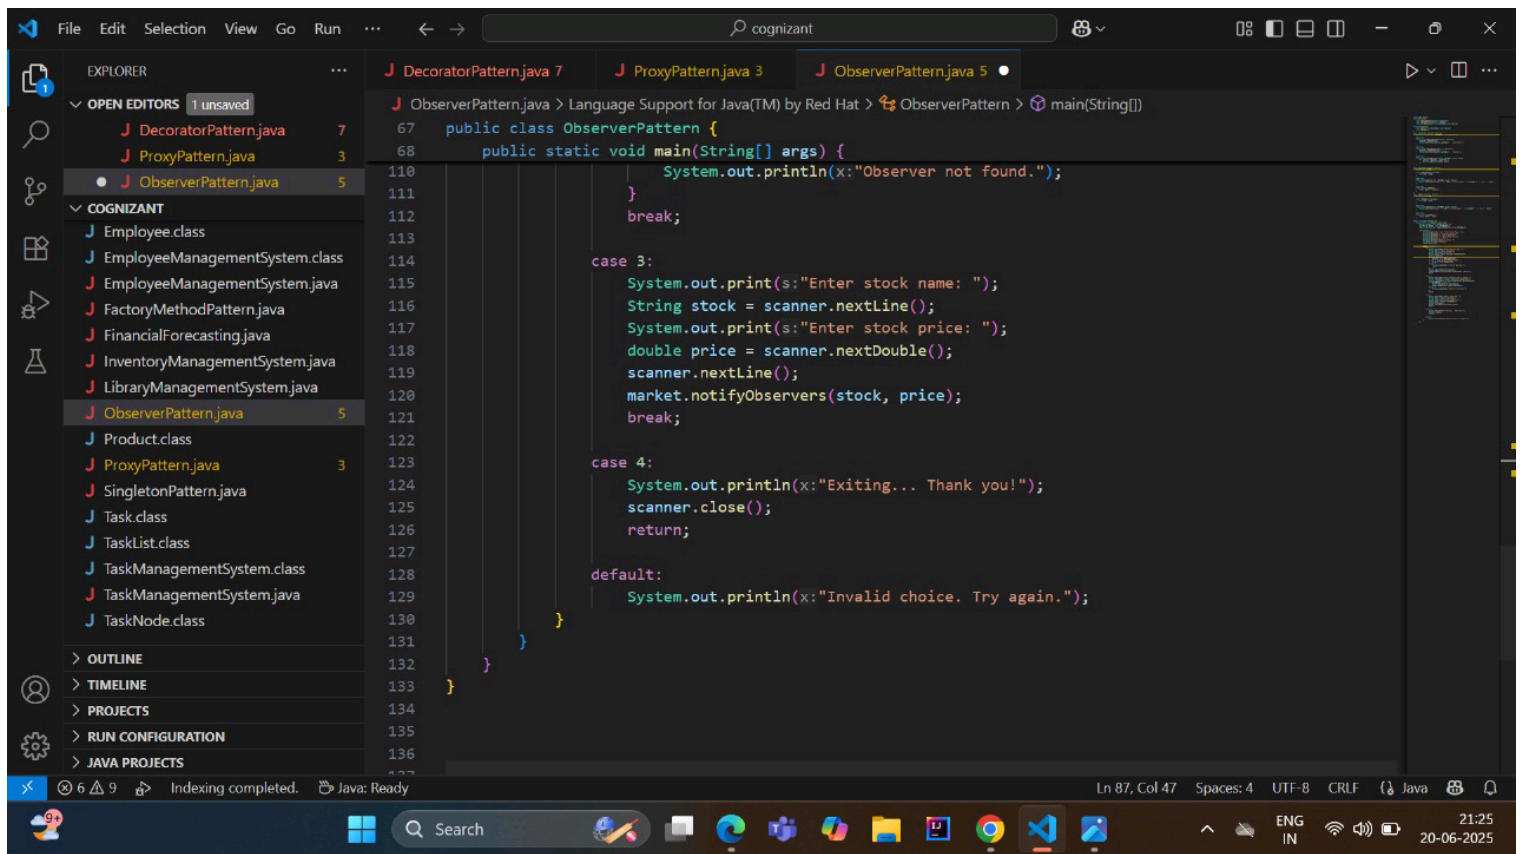 File Edit Selection View Go Run ··· cognizant
EXPLORER ···
OPEN EDITORS 1 unsaved
J DecoratorPattern.java 7
J ProxyPattern.java 3
J ObserverPattern.java 5
COGNIZANT
J Employee.class
J EmployeeManagementSystem.class
J EmployeeManagementSystem.java
J FactoryMethodPattern.java
J FinancialForecasting.java
J InventoryManagementSystem.java
J LibraryManagementSystem.java
J ObserverPattern.java 5
J Product.class
J ProxyPattern.java 3
J SingletonPattern.java
J Task.class
J TaskList.class
J TaskManagementSystem.class
J TaskManagementSystem.java
J TaskNode.class
> OUTLINE
> TIMELINE
> PROJECTS
> RUN CONFIGURATION
> JAVA PROJECTS
J DecoratorPattern.java 7 J ProxyPattern.java 3 J ObserverPattern.java 5 ●
J ObserverPattern.java > Language Support for Java(TM) by Red Hat > ObserverPattern > main(String[])
67 public class ObserverPattern {
68 public static void main(String[] args) {
110 System.out.println(x:"Observer not found.");
111 }
112 break;
113
114 case 3:
115 System.out.print(s:"Enter stock name: ");
116 String stock = scanner.nextLine();
117 System.out.print(s:"Enter stock price: ");
118 double price = scanner.nextDouble();
119 scanner.nextLine();
120 market.notifyObservers(stock, price);
121 break;
122
123 case 4:
124 System.out.println(x:"Exiting... Thank you!");
125 scanner.close();
126 return;
127
128 default:
129 System.out.println(x:"Invalid choice. Try again.");
130 }
131 }
132 }
133 }
134
135
136
6 9 Indexing completed. Java: Ready Ln 87, Col 47 Spaces: 4 UTF-8 CRLF Java
9+ Search ENG IN 21:25
20-06-2025